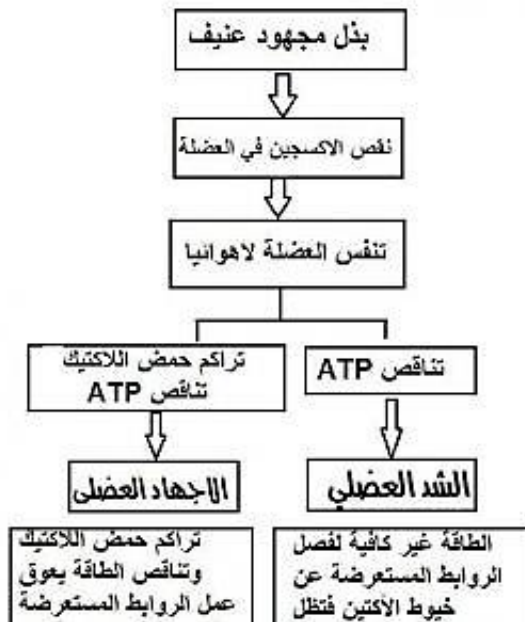 بذل مجهود عنيف
نقص الاكسجين في العضلة
تنفس العضلة لاهوائيا
تناقص ATP
تراكم حمض اللاكتيك
تناقص ATP
الشد العضلي
الاجهاد العضلى
الطاقة غير كافية لفصل
الروابط المستعرضة عن
خيوط الأكتين فتظل
تراكم حمض اللاكتيك
وتناقص الطاقة يعوق
عمل الروابط المستعرضة